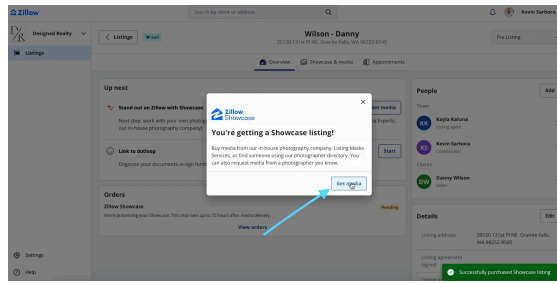 Zillow
Search by client or address
Kevin Sarbora
Designed Realty
Listings
Listings
Sell
Wilson - Danny
20120 131st Pl NE, Granite Falls, WA 98252-8545
Pre Listing
Overview
Showcase & media
Appointments
Up next
Stand out on Zillow with Showcase
Get media
Next step, work with your own photog
our in-house photography company)
a Experts,
Link to dotloop
Start
Organize your documents, e-sign form
Zillow
Showcase
You're getting a Showcase listing!
Buy media from our in-house photography company, Listing Media
Services, or find someone using our photographer directory. You
can also request media from a photographer you know.
Get media
Orders
Zillow Showcase
Pending
We're processing your Showcase. This may take up to 72 hours after media delivery.
View orders
People
Add
Team
KK
Kayla Kaluna
Listing agent
KS
Kevin Sarbora
Collaborator
Clients
DW
Danny Wilson
Seller
Details
Edit
Listing address
20120 131st Pl NE, Granite Falls,
WA 98252-8545
Listing agreement
signed
Successfully purchased Showcase listing
Settings
Help